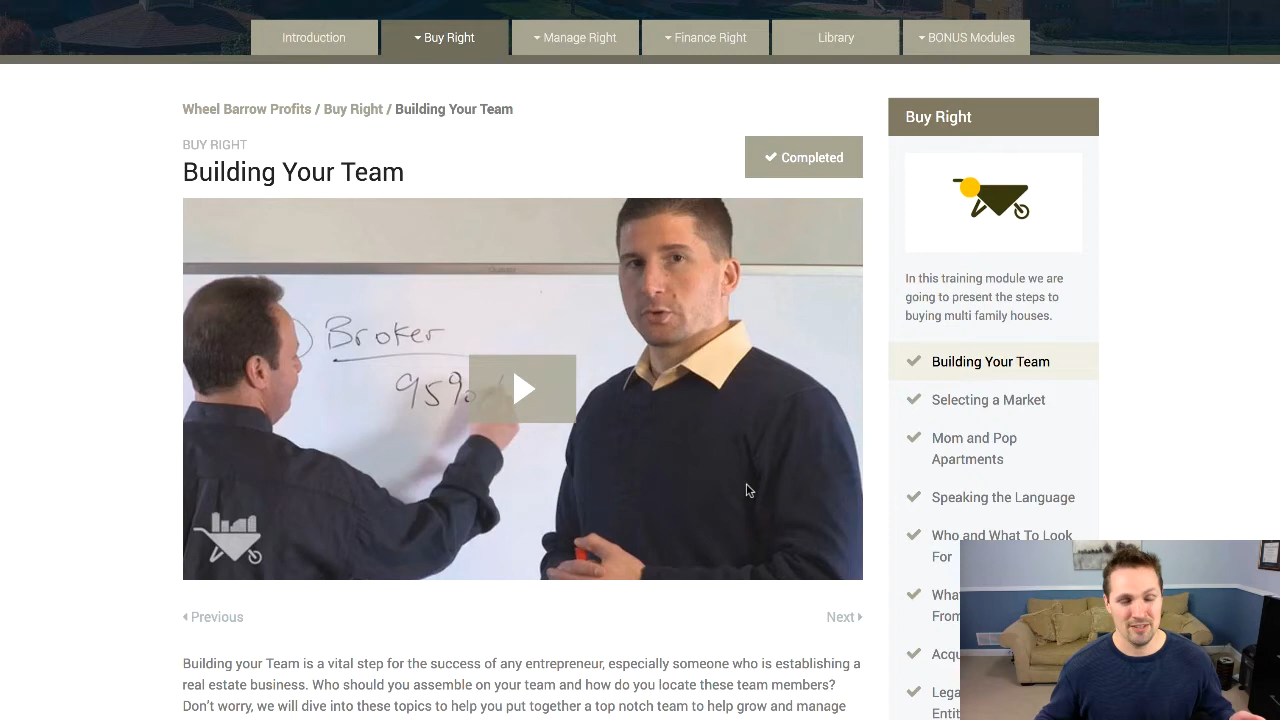 Introduction
Buy Right
Manage Right
Finance Right
Library
BONUS Modules
Wheel Barrow Profits / Buy Right / Building Your Team
BUY RIGHT
Building Your Team
Completed
Broker
95%
Previous
Next
Building your Team is a vital step for the success of any entrepreneur, especially someone who is establishing a
real estate business. Who should you assemble on your team and how do you locate these team members?
Don't worry, we will dive into these topics to help you put together a top notch team to help grow and manage
Buy Right
In this training module we are
going to present the steps to
buying multi family houses.
Building Your Team
Selecting a Market
Mom and Pop
Apartments
Speaking the Language
Who and What To Look
For